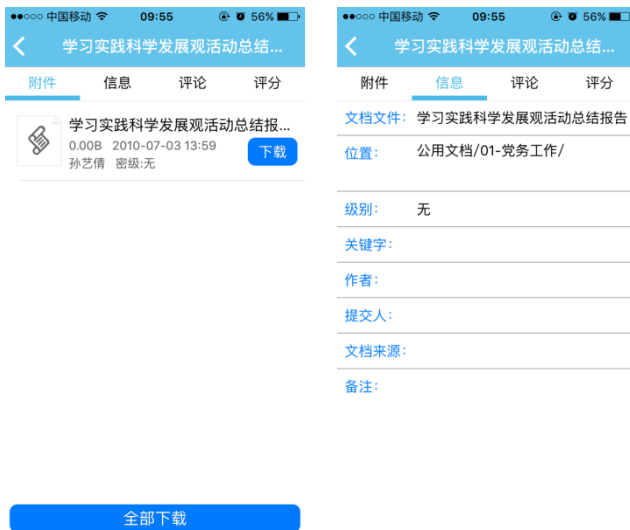 中国移动 09:55 56%
学习实践科学发展观活动总结...
附件 信息 评论 评分
学习实践科学发展观活动总结报...
0.00B 2010-07-03 13:59
下载
孙艺倩 密级:无
全部下载
中国移动 09:55 56%
学习实践科学发展观活动总结...
附件 信息 评论 评分
文档文件: 学习实践科学发展观活动总结报告
位置: 公用文档/01-党务工作/
级别: 无
关键字:
作者:
提交人:
文档来源:
备注: